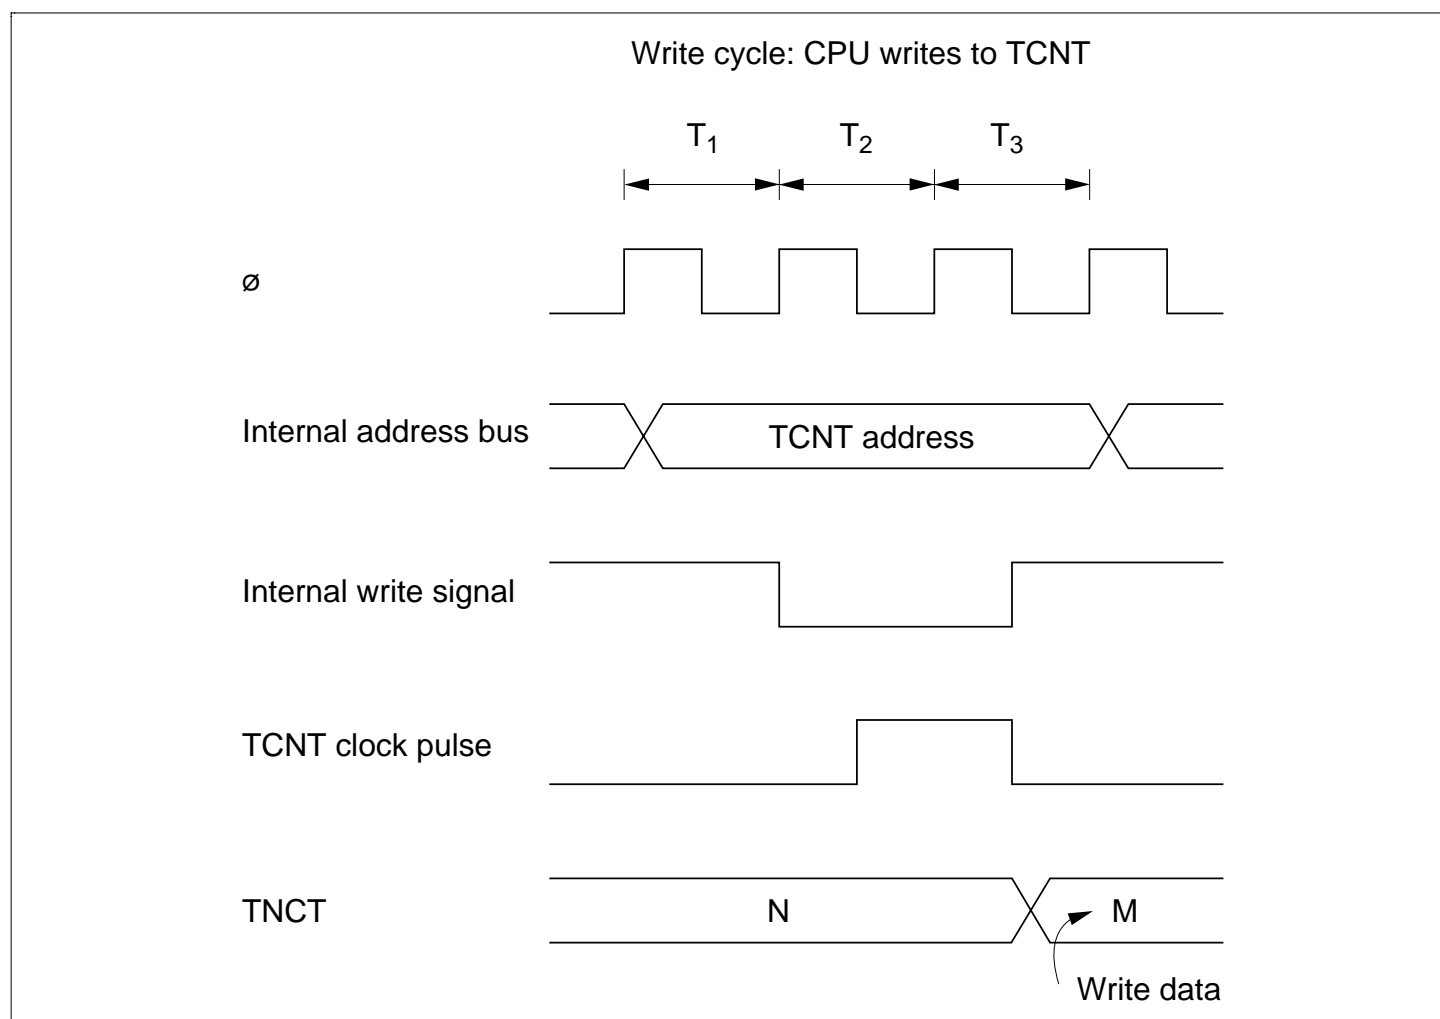 Write cycle: CPU writes to TCNT
T1 T2 T3
ø
Internal address bus
TCNT address
Internal write signal
TCNT clock pulse
TNCT
N
M
Write data